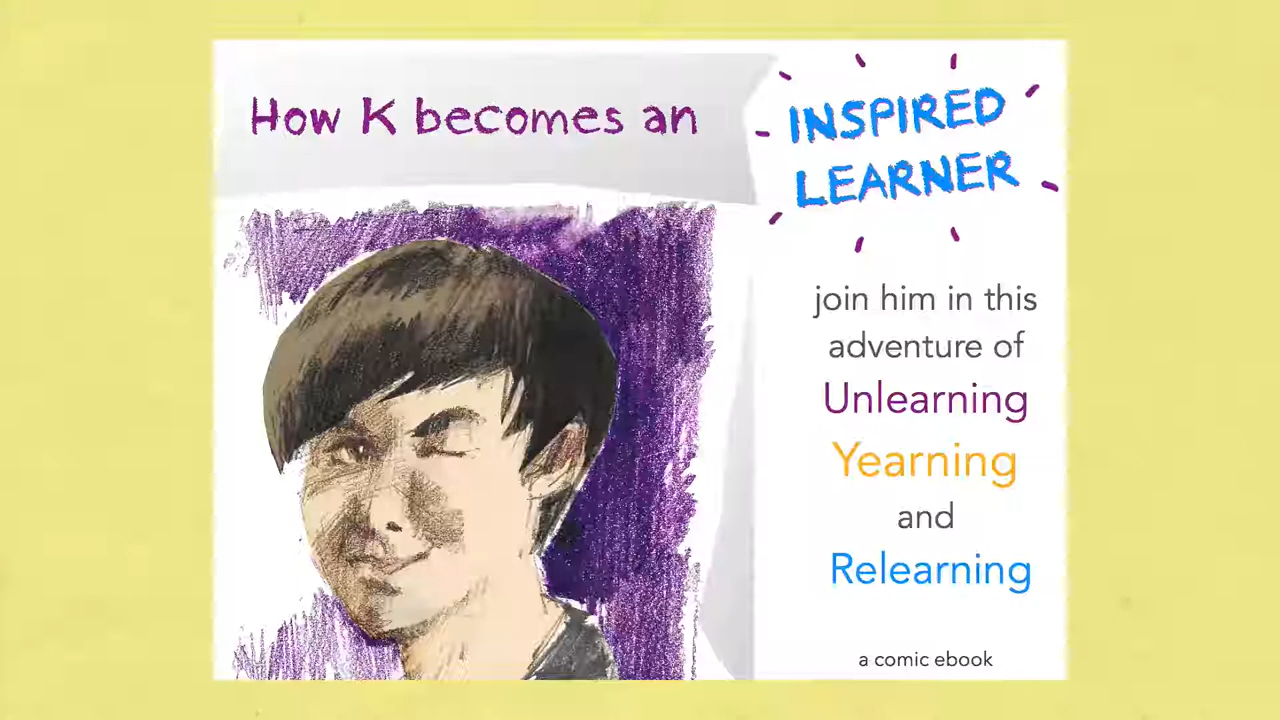 How K becomes an
INSPIRED
LEARNER
join him in this
adventure of
Unlearning
Yearning
and
Relearning
a comic ebook